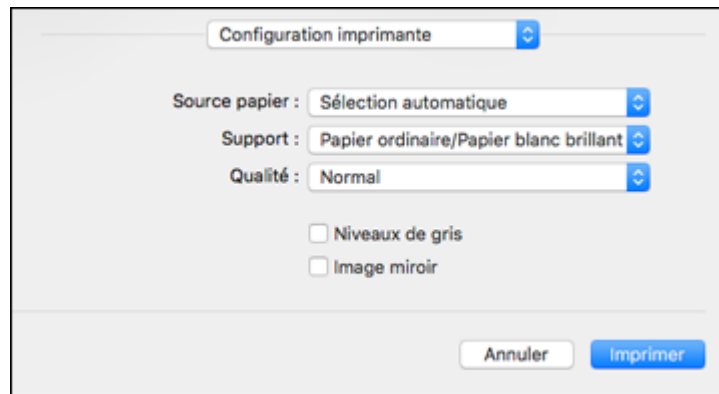 Configuration imprimante
Source papier : Sélection automatique
Support : Papier ordinaire/Papier blanc brillant
Qualité : Normal
Niveaux de gris
Image miroir
Annuler Imprimer